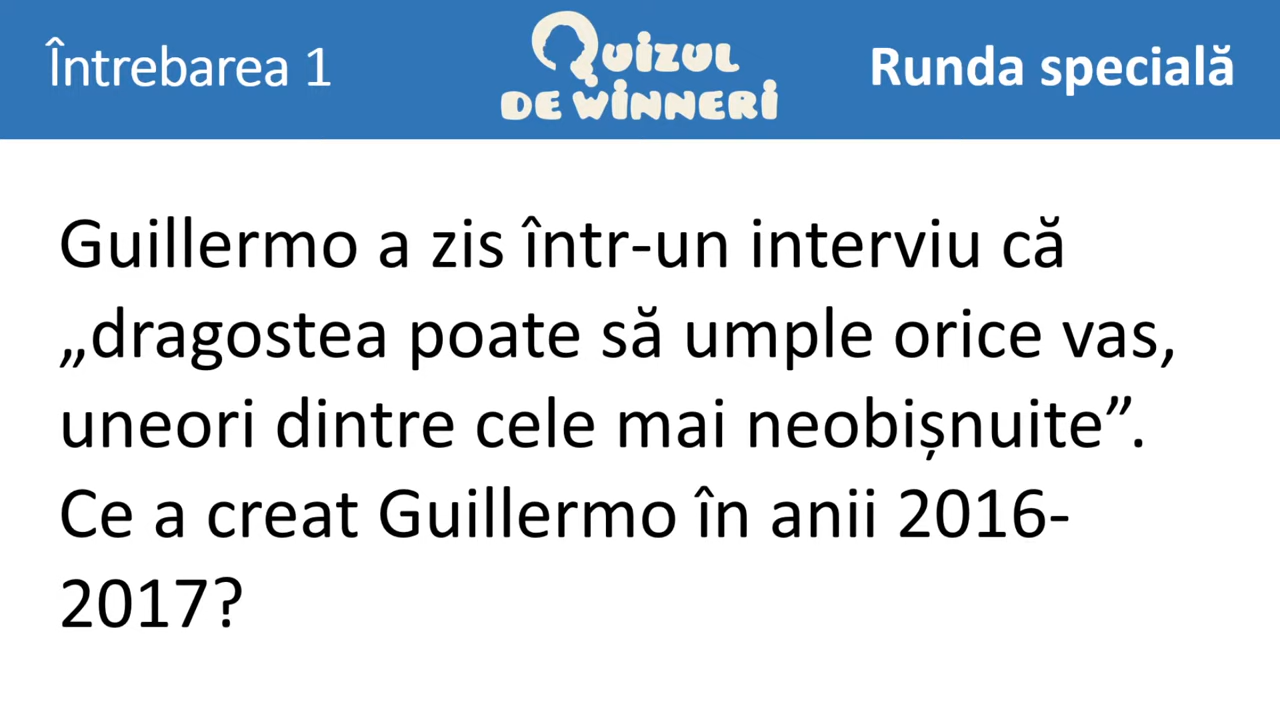 Întrebarea 1
QUIZUL
DE WINNERI
Runda specială
Guillermo a zis într-un interviu că
„dragostea poate să umple orice vas,
uneori dintre cele mai neobișnuite”.
Ce a creat Guillermo în anii 2016-
2017?